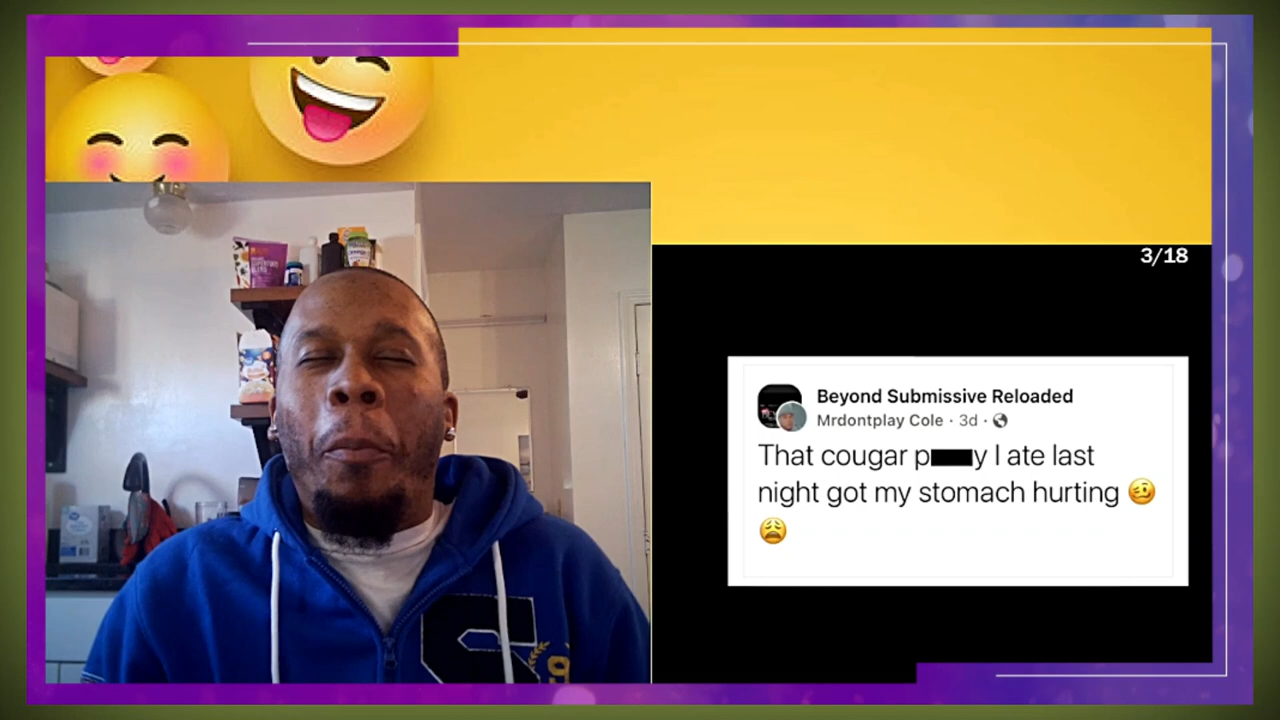 3/18
Beyond Submissive Reloaded
Mrdontplay Cole · 3d ·
That cougar p████y I ate last
night got my stomach hurting 🥴
😩